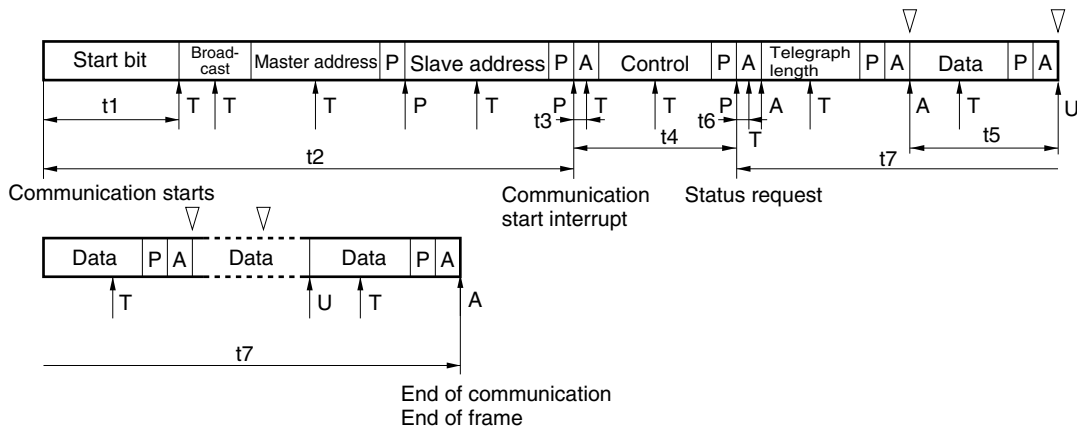 Start bit Broad- Master address P Slave address P A Control P A Telegraph P A Data P A
cast length
T T T P T P T T P A T A T U
t1 t3 t6
T
t2 t4 t5
t7
Communication starts Communication Status request
start interrupt
Data P A Data Data P A
T U T A
t7
End of communication
End of frame